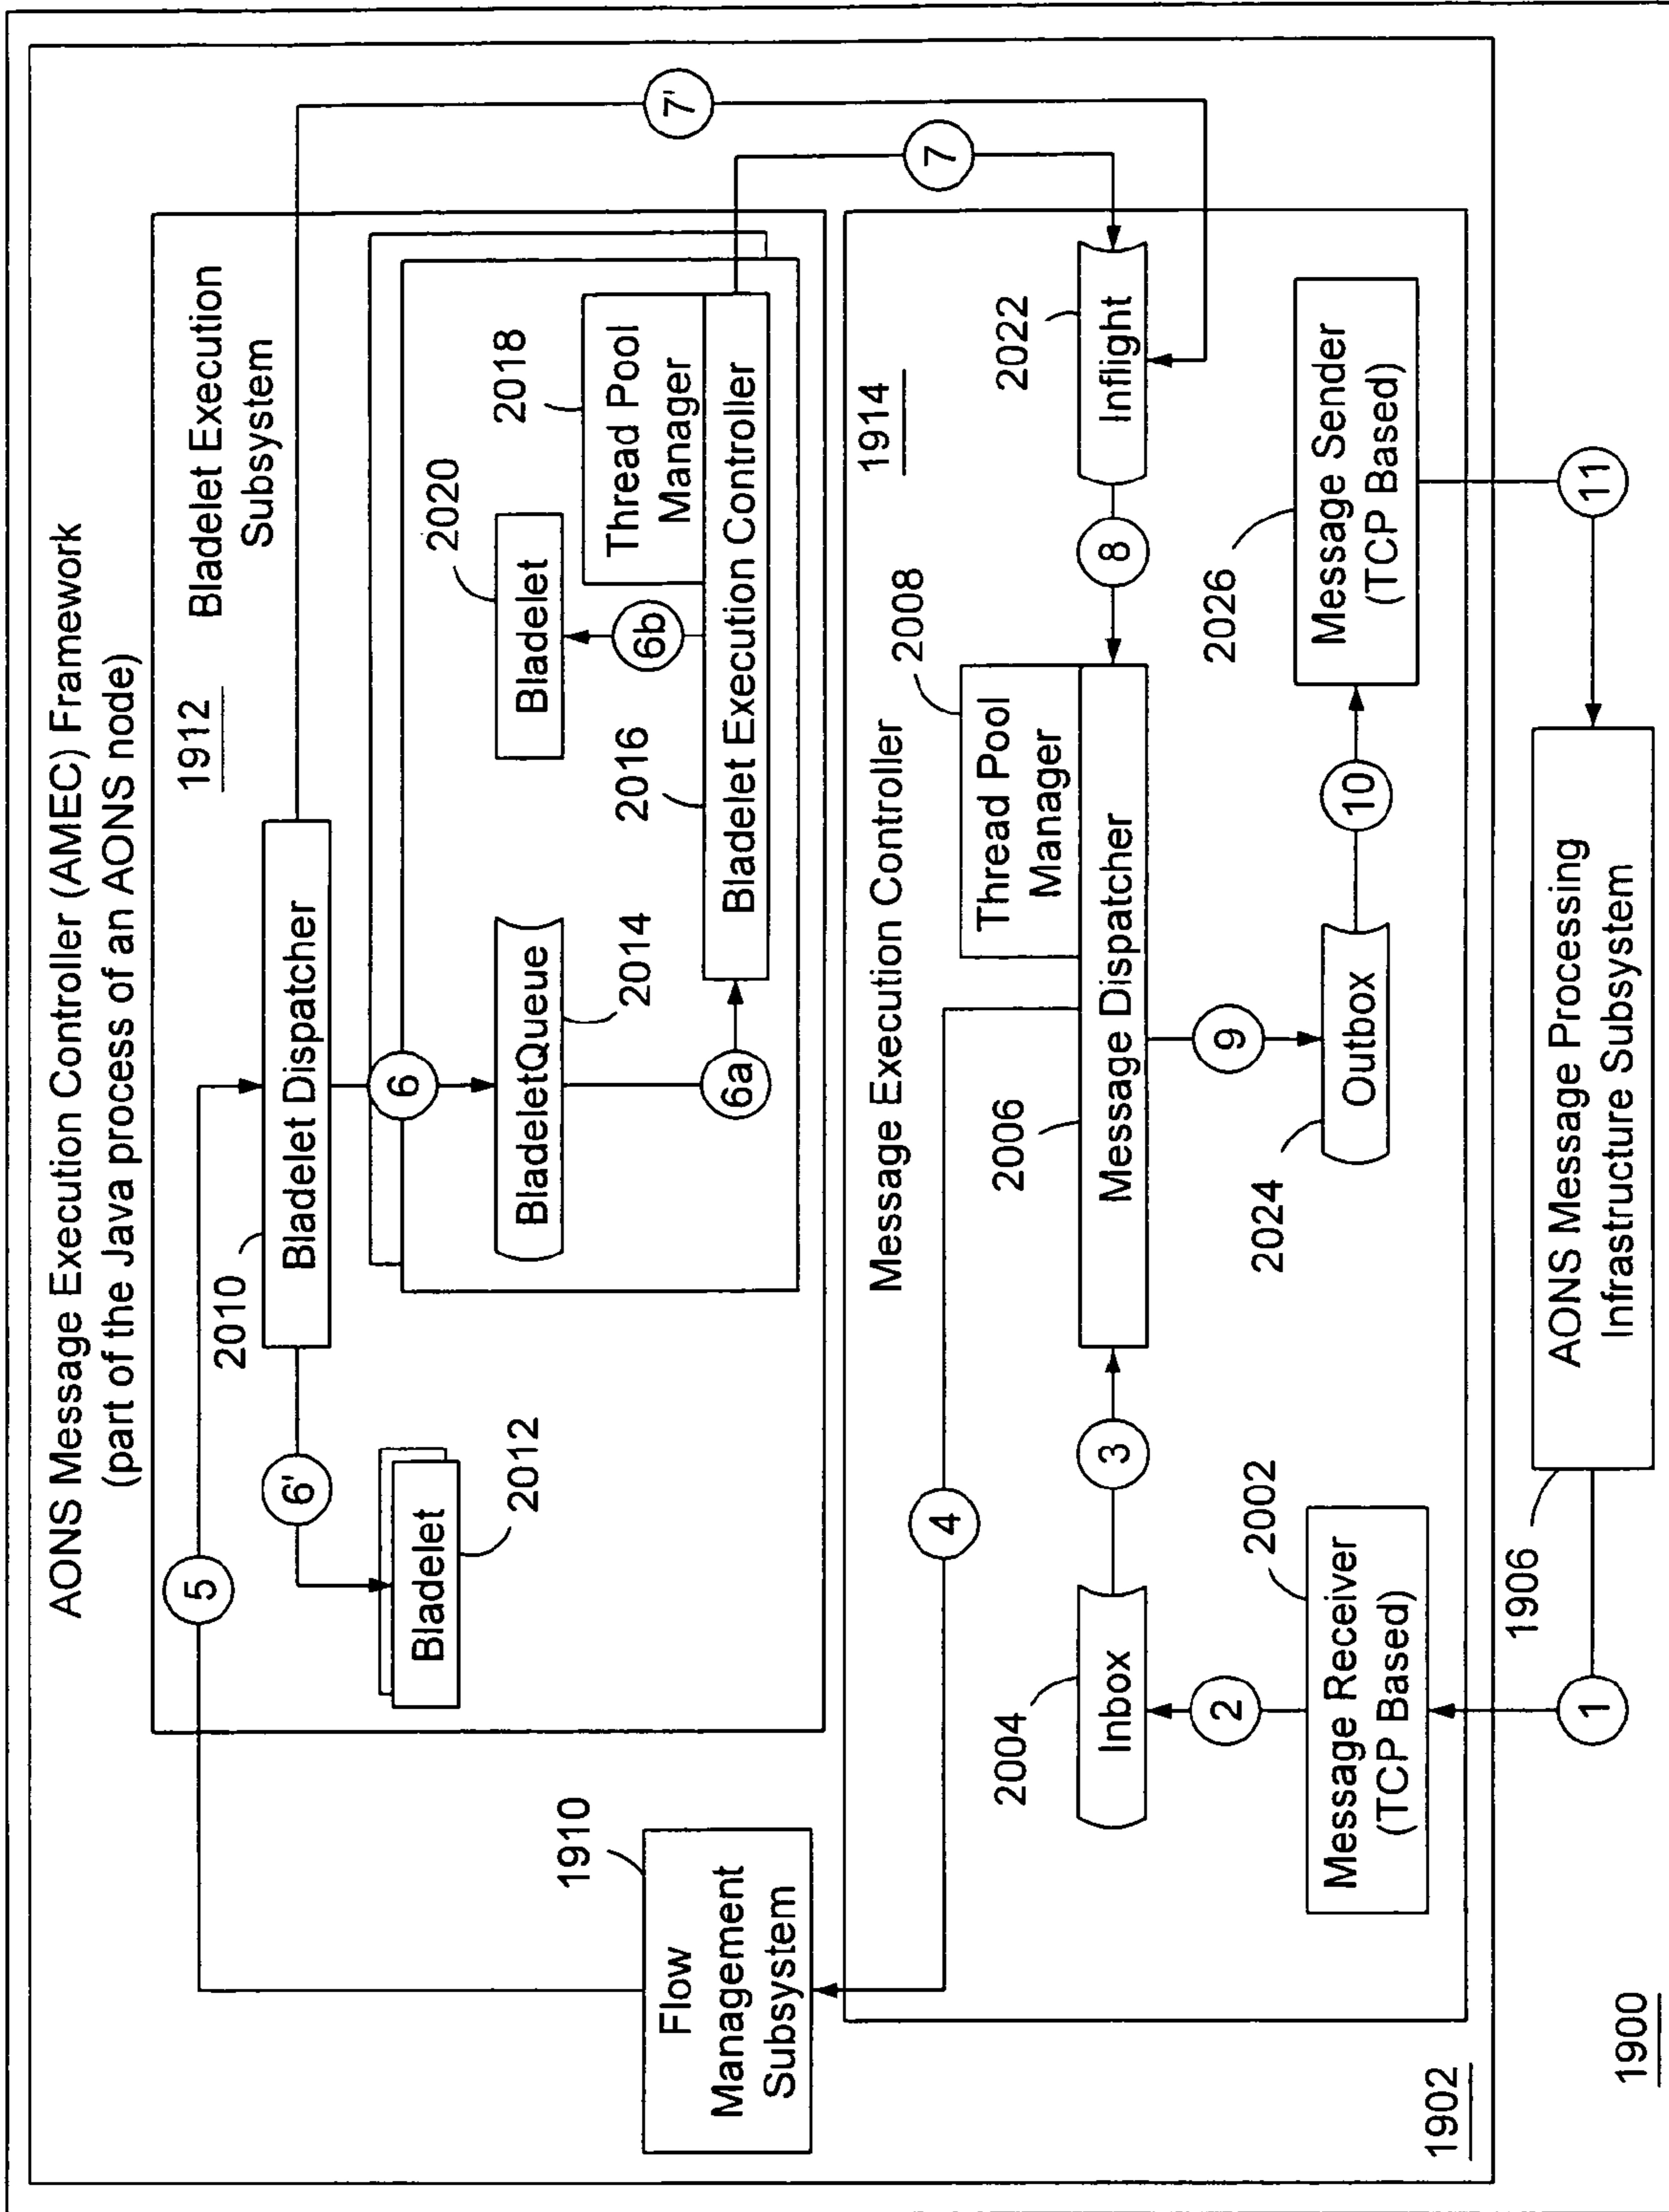 AONS Message Execution Controller (AMEC) Framework
(part of the Java process of an AONS node)
1912
Bladelet Execution
Subsystem
5
2010
Bladelet Dispatcher
7'
6'
6
Bladelet
2012
BladeletQueue
2014
6a
2020
Bladelet
6b
2018
Thread Pool
Manager
2016
Bladelet Execution Controller
7
1910
Flow
Management
Subsystem
Message Execution Controller
1914
4
2006
2008
Thread Pool
Manager
2022
2004
Inbox
3
Message Dispatcher
8
Inflight
2
9
2002
Message Receiver
(TCP Based)
2024
Outbox
10
2026
Message Sender
(TCP Based)
1902
1906
1
AONS Message Processing
Infrastructure Subsystem
11
1900